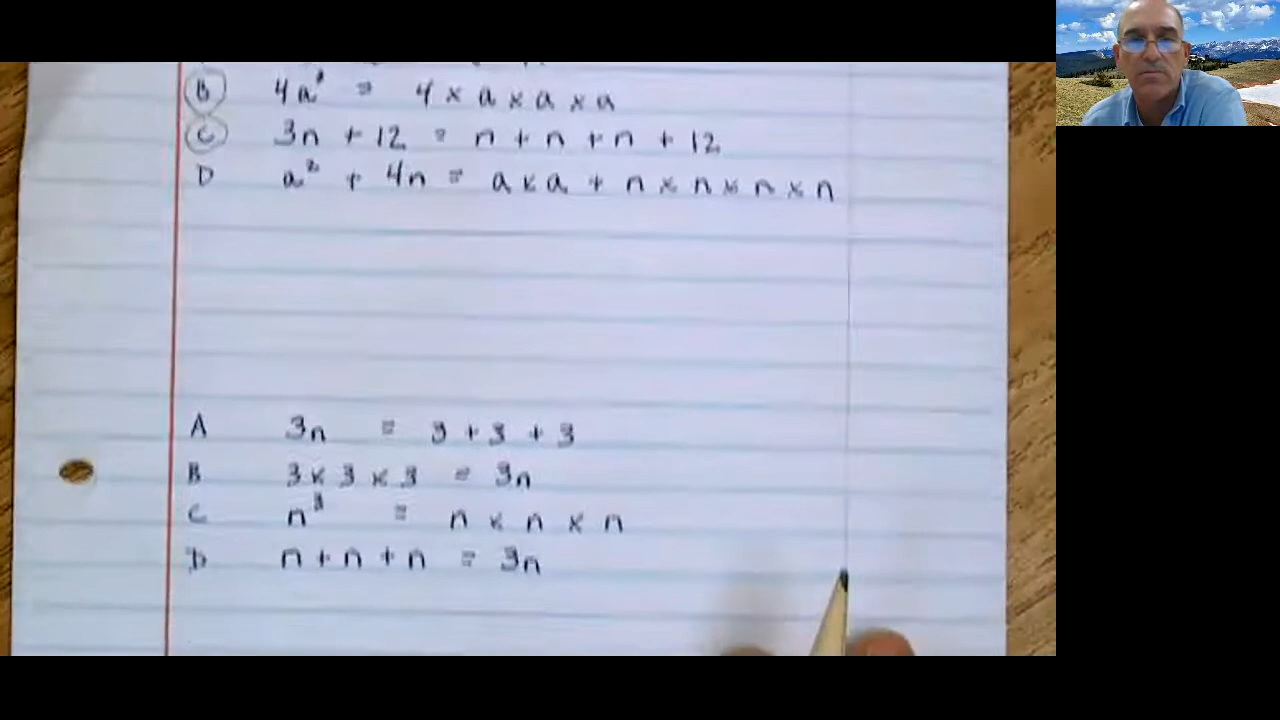 B 4a³ = 4 × a × a × a
C 3n + 12 = n + n + n + 12
D a² + 4n = a × a + n × n × n × n
A 3n = 3 + 3 + 3
B 3 × 3 × 3 = 3n
C n³ = n × n × n
D n + n + n = 3n